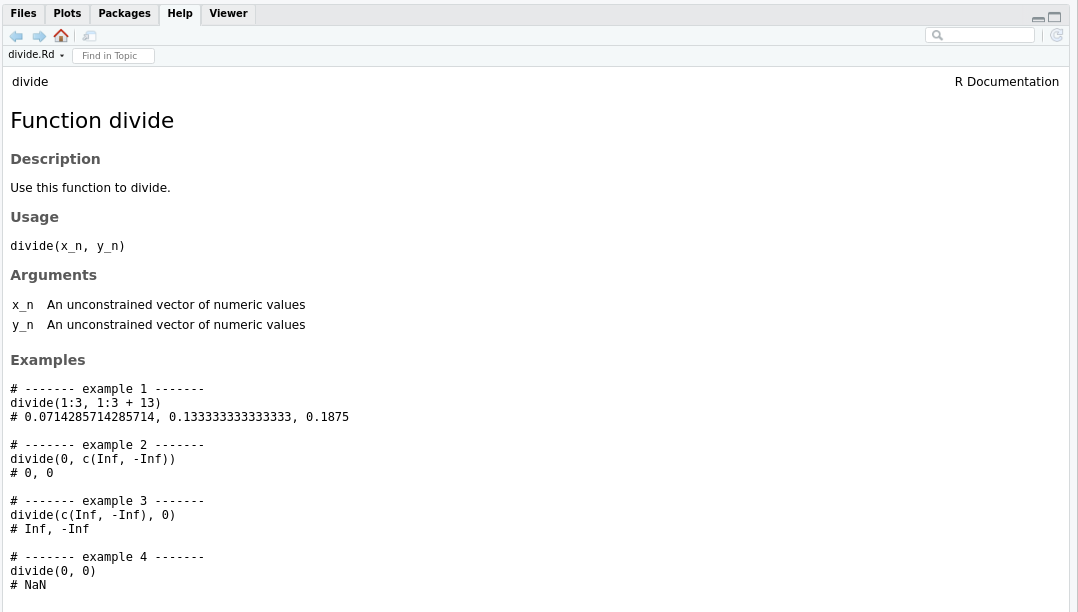 Files Plots Packages Help Viewer
divide.Rd Find in Topic
divide R Documentation
Function divide
Description
Use this function to divide.
Usage
divide(x_n, y_n)
Arguments
x_n An unconstrained vector of numeric values
y_n An unconstrained vector of numeric values
Examples
# ------- example 1 -------
divide(1:3, 1:3 + 13)
# 0.0714285714285714, 0.133333333333333, 0.1875
# ------- example 2 -------
divide(0, c(Inf, -Inf))
# 0, 0
# ------- example 3 -------
divide(c(Inf, -Inf), 0)
# Inf, -Inf
# ------- example 4 -------
divide(0, 0)
# NaN